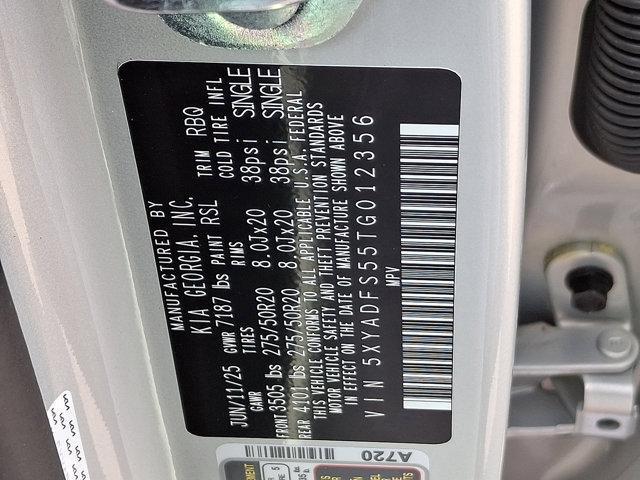 MANUFACTURED BY
KIA GEORGIA, INC.
JUN/11/25 GVWR 7187 lbs PAINT RSL TRIM RBQ
GAWR TIRES RIMS COLD TIRE INFL
FRONT 3505 lbs 275/50R20 8.0Jx20 38psi SINGLE
REAR 4101 lbs 275/50R20 8.0Jx20 38psi SINGLE
THIS VEHICLE CONFORMS TO ALL APPLICABLE U.S.A. FEDERAL
MOTOR VEHICLE SAFETY AND THEFT PREVENTION STANDARDS
IN EFFECT ON THE DATE OF MANUFACTURE SHOWN ABOVE
VIN 5XYADFS55TG012356
MPV
A720